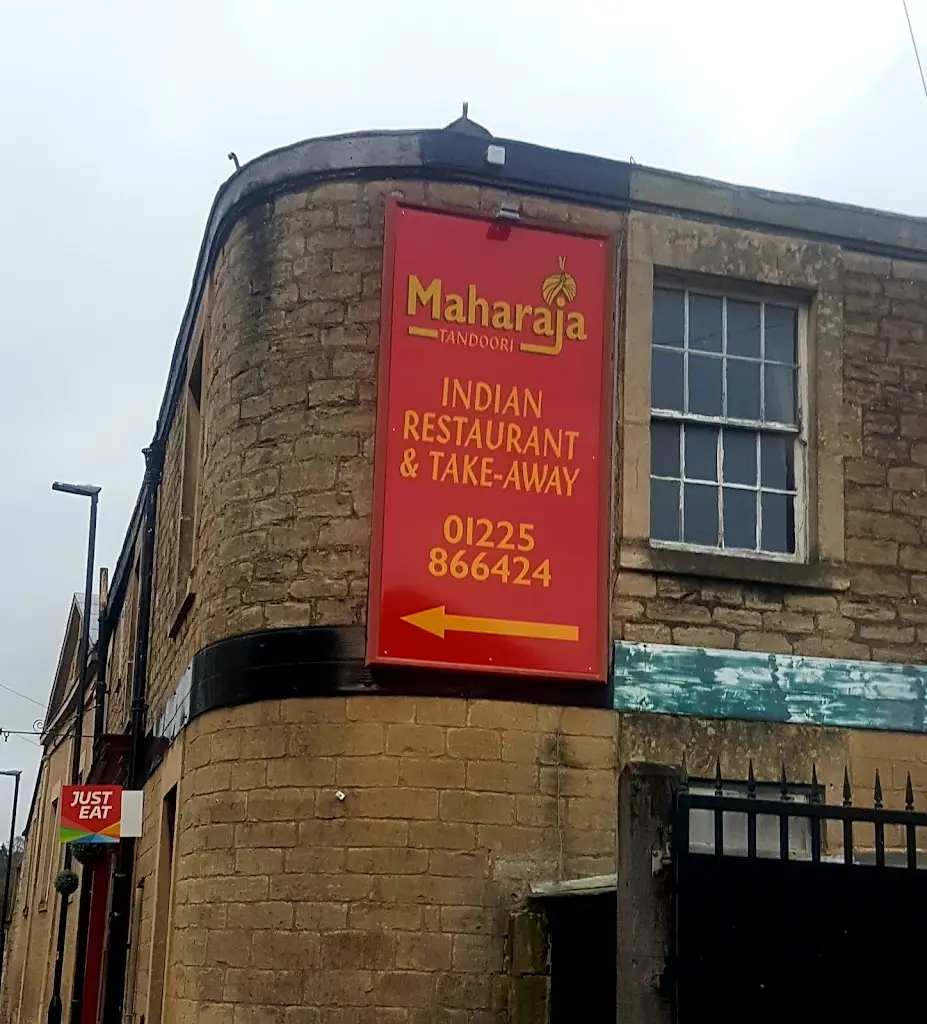 Maharaja
TANDOORI
INDIAN
RESTAURANT
& TAKE-AWAY
01225
866424
JUST
EAT